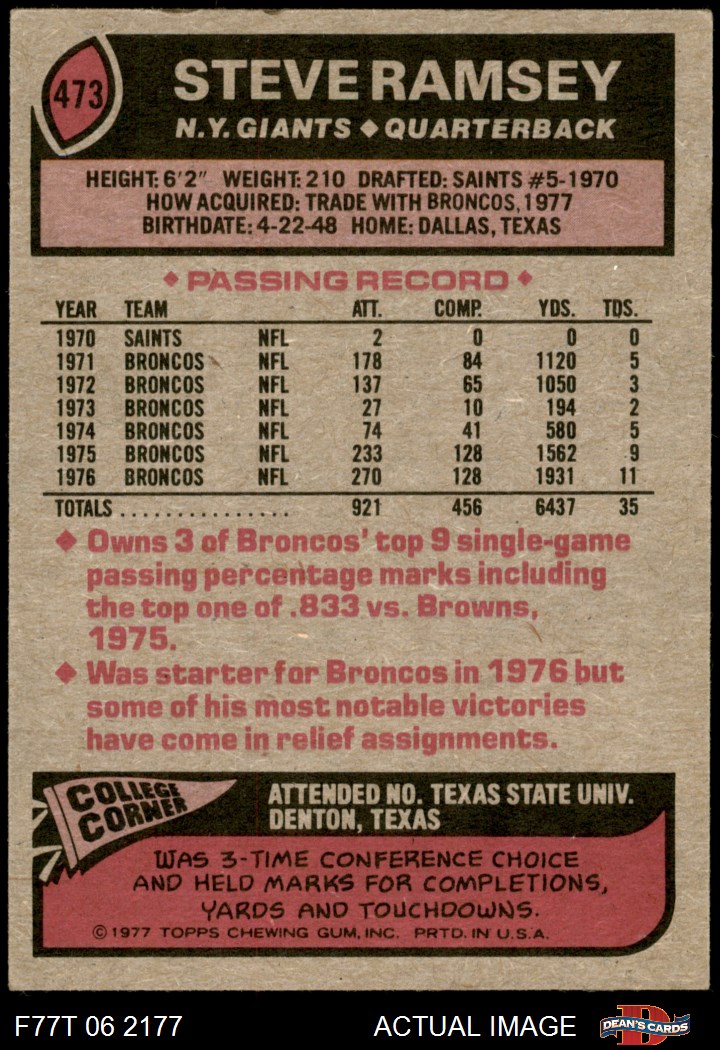 473
STEVE RAMSEY
N.Y. GIANTS ◆ QUARTERBACK
HEIGHT: 6'2" WEIGHT: 210 DRAFTED: SAINTS #5-1970
HOW ACQUIRED: TRADE WITH BRONCOS, 1977
BIRTHDATE: 4-22-48 HOME: DALLAS, TEXAS
◆ PASSING RECORD ◆
YEAR TEAM ATT. COMP. YDS. TDS.
1970 SAINTS NFL 2 0 0 0
1971 BRONCOS NFL 178 84 1120 5
1972 BRONCOS NFL 137 65 1050 3
1973 BRONCOS NFL 27 10 194 2
1974 BRONCOS NFL 74 41 580 5
1975 BRONCOS NFL 233 128 1562 9
1976 BRONCOS NFL 270 128 1931 11
TOTALS ............... 921 456 6437 35
◆ Owns 3 of Broncos' top 9 single-game
passing percentage marks including
the top one of .833 vs. Browns,
1975.
◆ Was starter for Broncos in 1976 but
some of his most notable victories
have come in relief assignments.
COLLEGE
CORNER
ATTENDED NO. TEXAS STATE UNIV.
DENTON, TEXAS
WAS 3-TIME CONFERENCE CHOICE
AND HELD MARKS FOR COMPLETIONS,
YARDS AND TOUCHDOWNS.
© 1977 TOPPS CHEWING GUM, INC. PRTD. IN U.S.A.
F77T 06 2177
ACTUAL IMAGE
D
DEAN'S CARDS